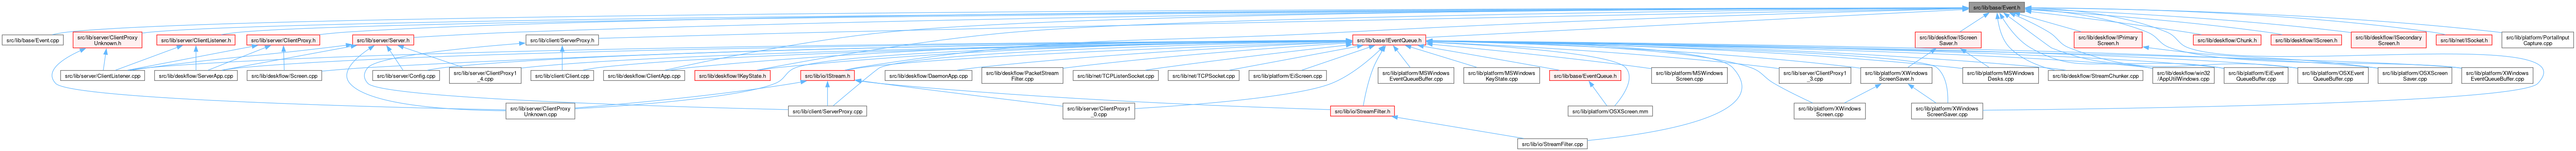 src/lib/base/Event.h
src/lib/base/Event.cpp
src/lib/server/ClientProxy
Unknown.h
src/lib/server/ClientListener.h
src/lib/server/ClientProxy.h
src/lib/server/Server.h
src/lib/client/ServerProxy.h
src/lib/base/IEventQueue.h
src/lib/deskflow/IScreen
Saver.h
src/lib/deskflow/IPrimary
Screen.h
src/lib/deskflow/Chunk.h
src/lib/deskflow/IScreen.h
src/lib/deskflow/ISecondary
Screen.h
src/lib/net/ISocket.h
src/lib/platform/PortalInput
Capture.cpp
src/lib/server/ClientListener.cpp
src/lib/deskflow/ServerApp.cpp
src/lib/deskflow/Screen.cpp
src/lib/server/Config.cpp
src/lib/server/ClientProxy1
_4.cpp
src/lib/client/Client.cpp
src/lib/deskflow/ClientApp.cpp
src/lib/deskflow/IKeyState.h
src/lib/io/IStream.h
src/lib/deskflow/DaemonApp.cpp
src/lib/deskflow/PacketStream
Filter.cpp
src/lib/net/TCPListenSocket.cpp
src/lib/net/TCPSocket.cpp
src/lib/platform/EiScreen.cpp
src/lib/platform/MSWindows
EventQueueBuffer.cpp
src/lib/platform/MSWindows
KeyState.cpp
src/lib/base/EventQueue.h
src/lib/platform/MSWindows
Screen.cpp
src/lib/server/ClientProxy1
_3.cpp
src/lib/platform/XWindows
ScreenSaver.h
src/lib/platform/MSWindows
Desks.cpp
src/lib/deskflow/StreamChunker.cpp
src/lib/deskflow/win32
/AppUtilWindows.cpp
src/lib/platform/EiEvent
QueueBuffer.cpp
src/lib/platform/OSXEvent
QueueBuffer.cpp
src/lib/platform/OSXScreen
Saver.cpp
src/lib/platform/XWindows
EventQueueBuffer.cpp
src/lib/server/ClientProxy
Unknown.cpp
src/lib/client/ServerProxy.cpp
src/lib/server/ClientProxy1
_0.cpp
src/lib/io/StreamFilter.h
src/lib/platform/OSXScreen.mm
src/lib/platform/XWindows
Screen.cpp
src/lib/platform/XWindows
ScreenSaver.cpp
src/lib/io/StreamFilter.cpp